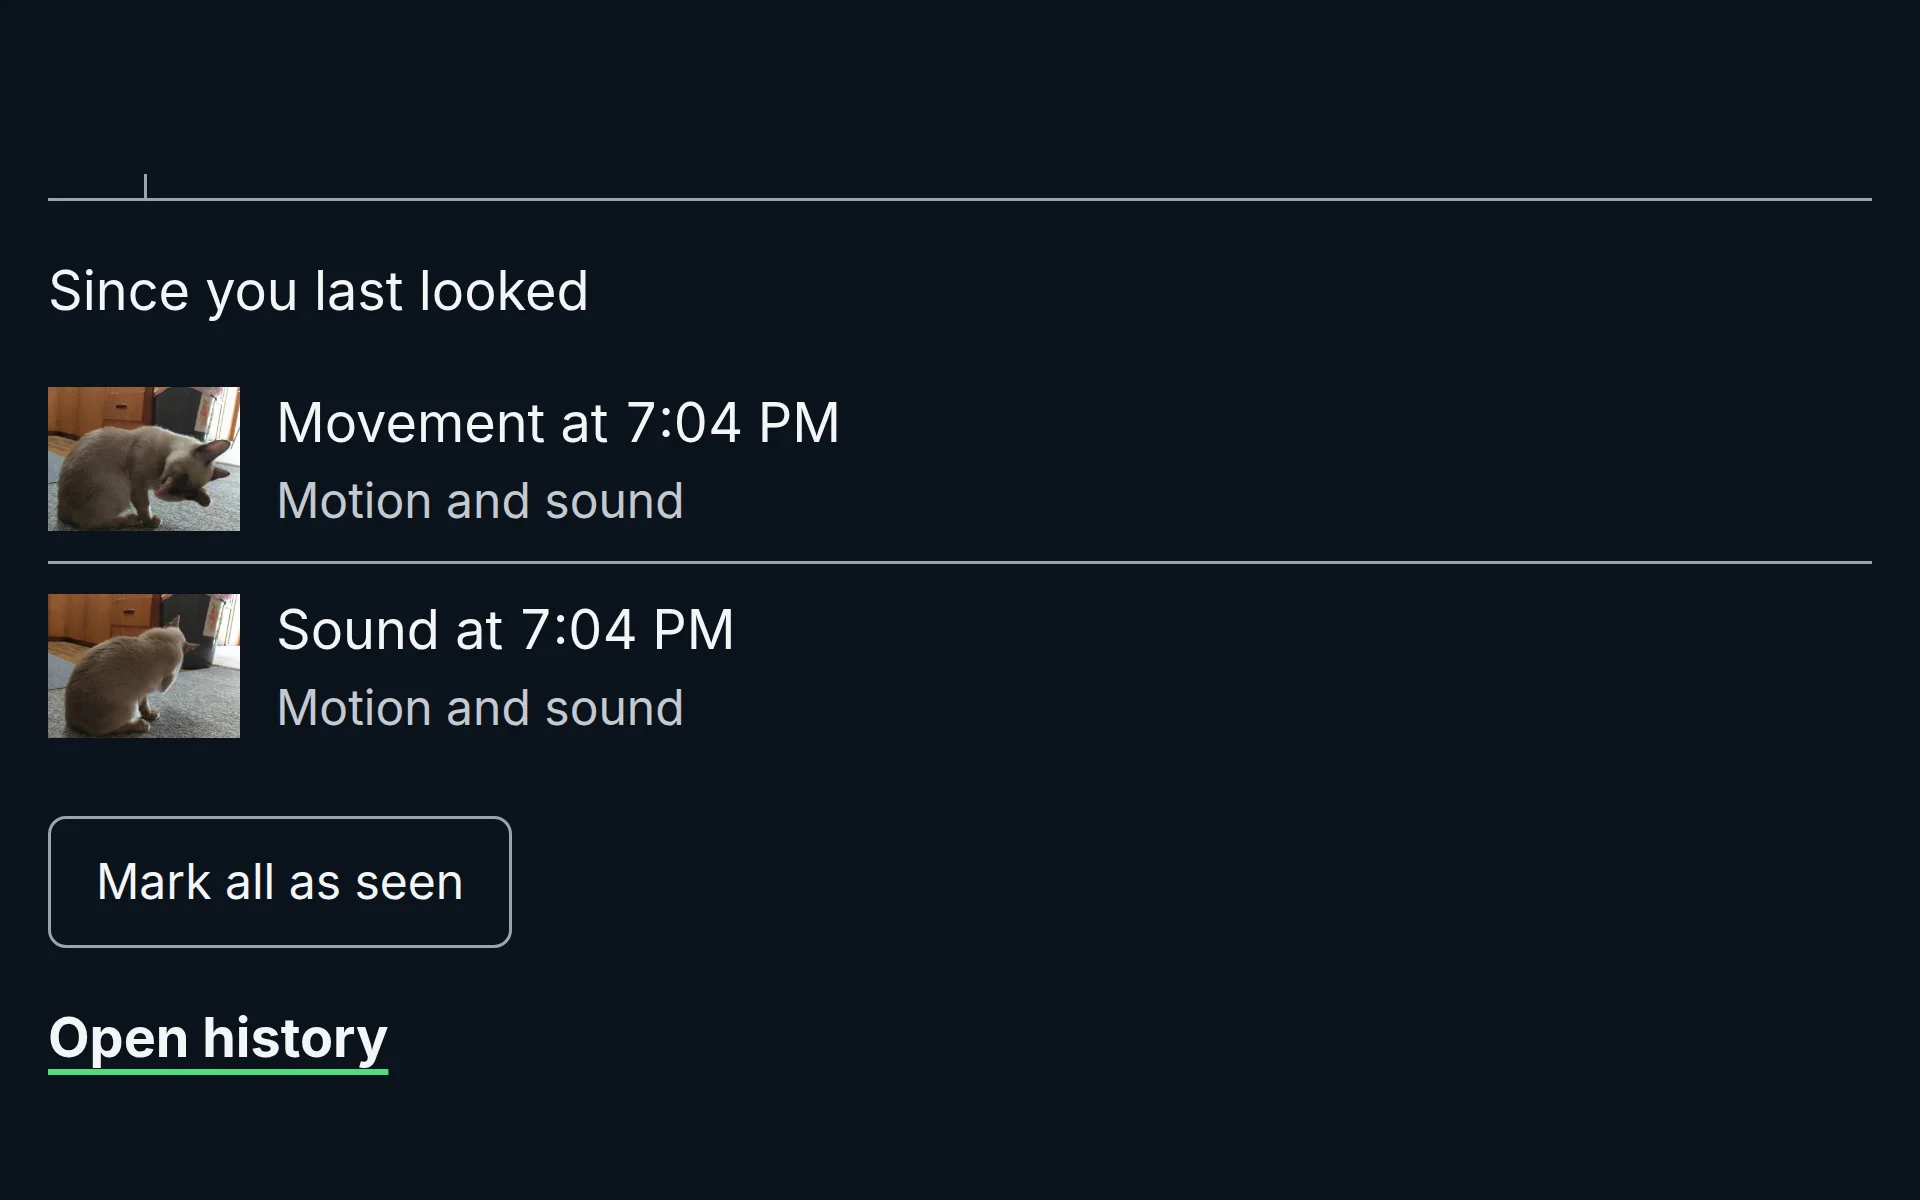 Since you last looked
Movement at 7:04 PM
Motion and sound
Sound at 7:04 PM
Motion and sound
Mark all as seen
Open history